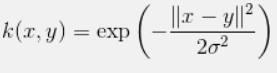 k(x, y) = exp(−‖x − y‖² / 2σ²)